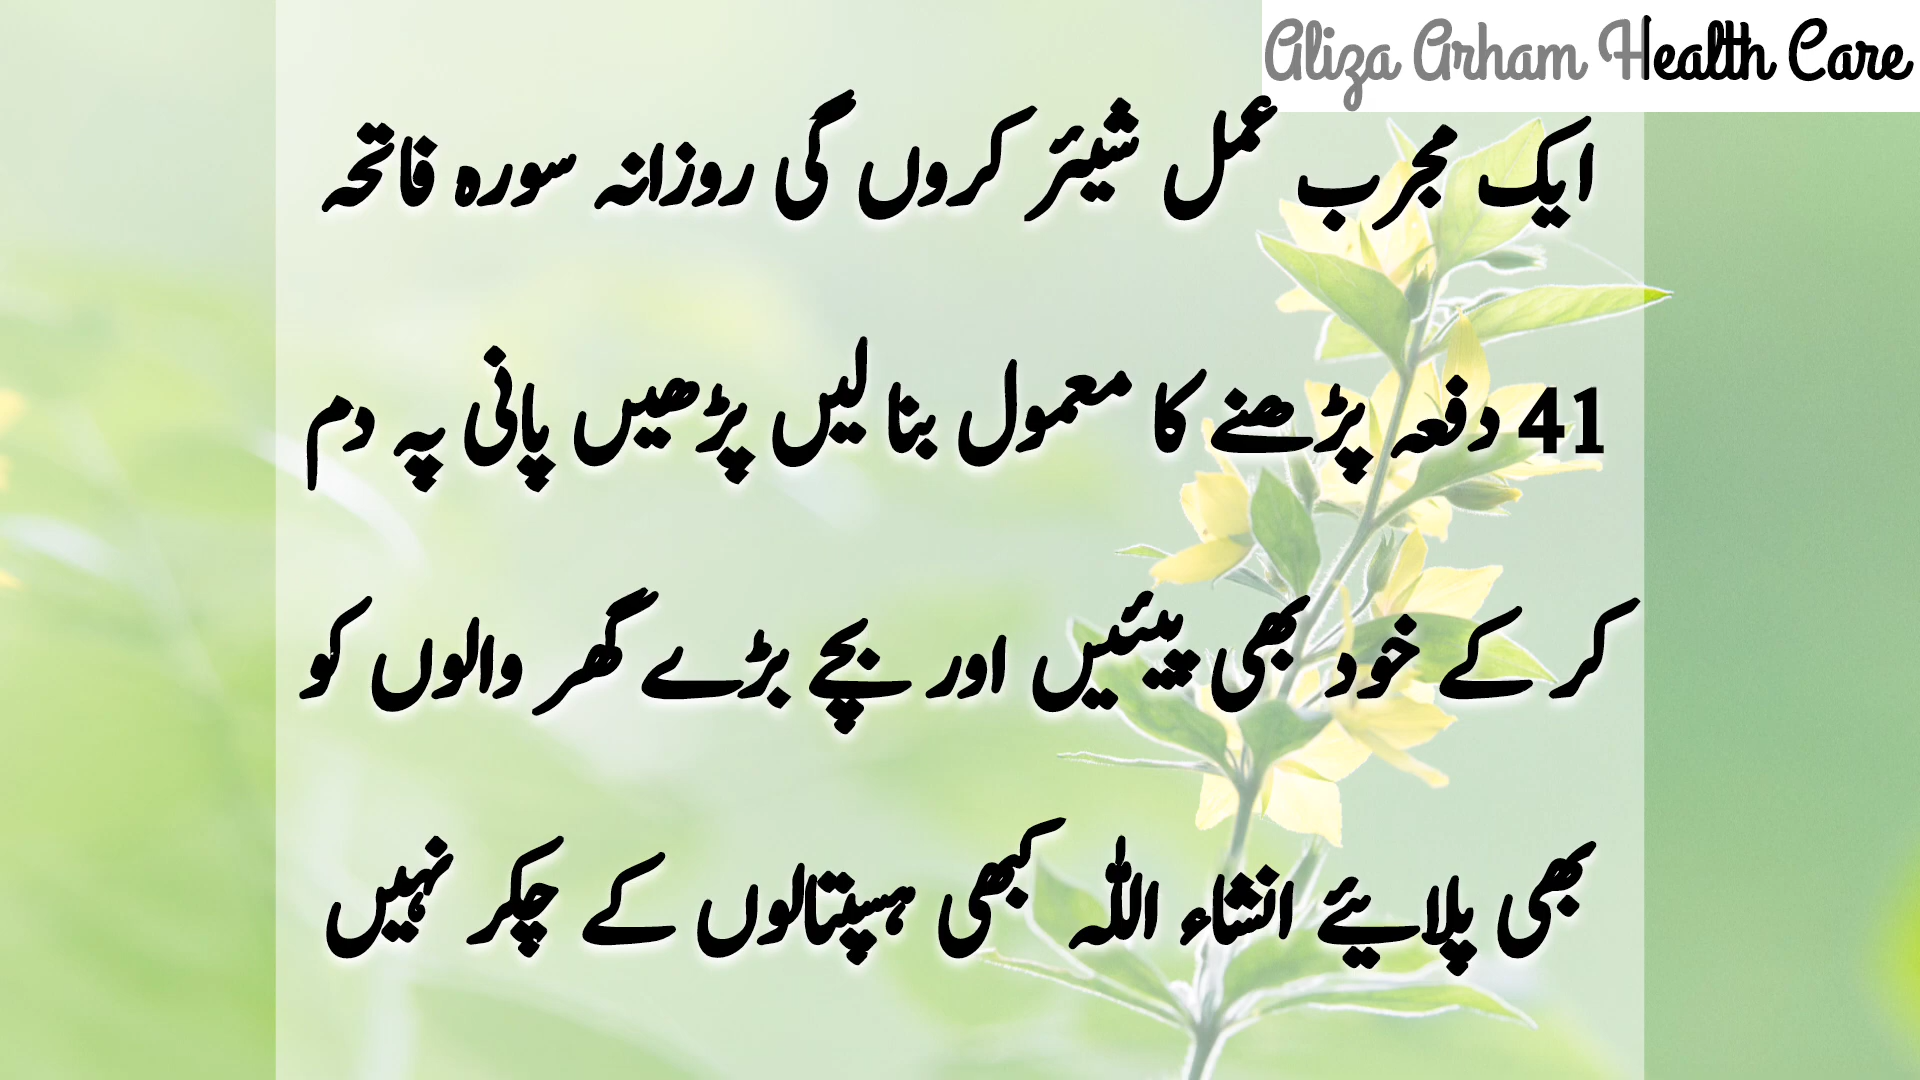 Aliza Arham Health Care
ایک مجرب عمل شیئر کروں گی روزانہ سورہ فاتحہ
41 دفعہ پڑھنے کا معمول بنا لیں پڑھیں پانی پہ دم
کر کے خود بھی پیئیں اور بچے بڑے گھر والوں کو
بھی پلایئے انشاء اللہ کبھی ہسپتالوں کے چکر نہیں